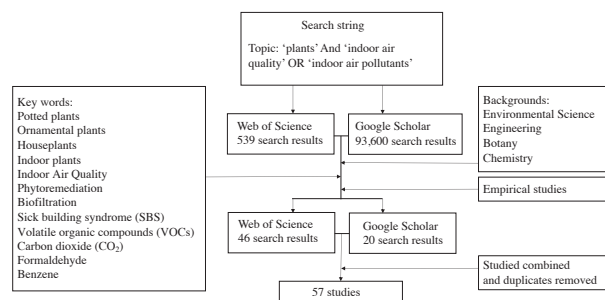 Search string
Topic: ‘plants’ And ‘indoor air
quality’ OR ‘indoor air pollutants’
Key words:
Potted plants
Ornamental plants
Houseplants
Indoor plants
Indoor Air Quality
Phytoremediation
Biofiltration
Sick building syndrome (SBS)
Volatile organic compounds (VOCs)
Carbon dioxide (CO₂)
Formaldehyde
Benzene
Web of Science
539 search results
Google Scholar
93,600 search results
Backgrounds:
Environmental Science
Engineering
Botany
Chemistry
Empirical studies
Web of Science
46 search results
Google Scholar
20 search results
Studied combined
and duplicates removed
57 studies